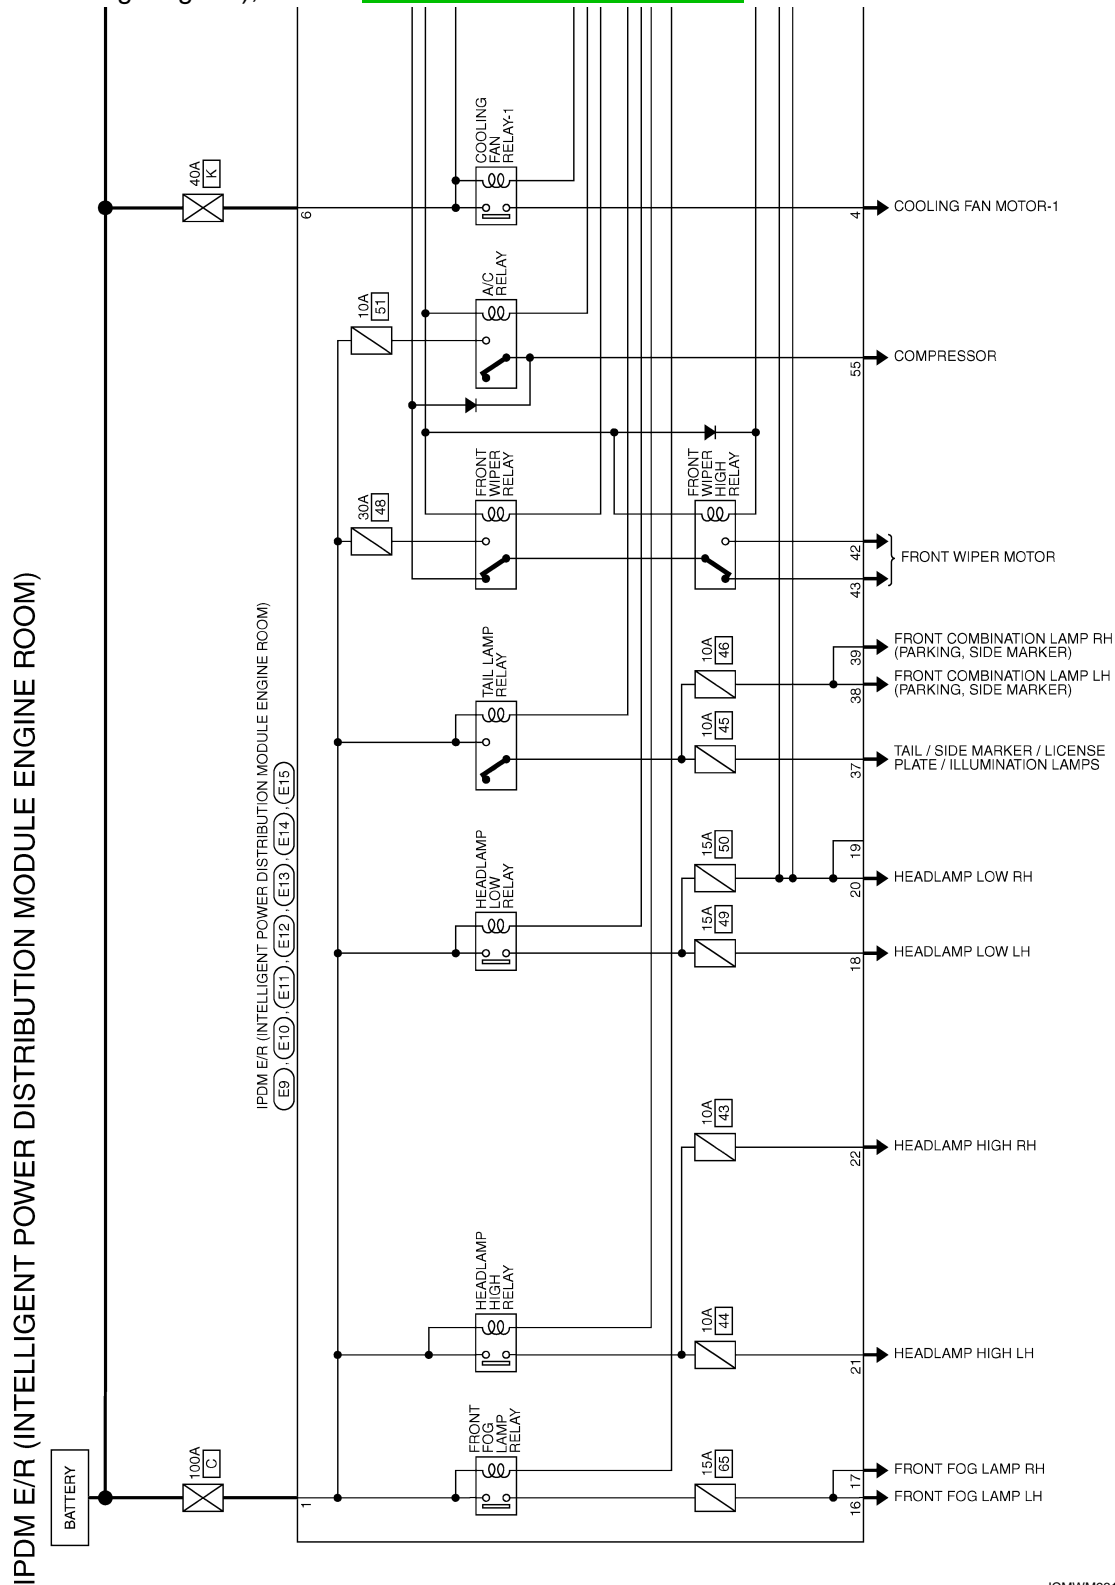 IPDM E/R (INTELLIGENT POWER DISTRIBUTION MODULE ENGINE ROOM)
BATTERY
100A
C
40A
K
IPDM E/R (INTELLIGENT POWER DISTRIBUTION MODULE ENGINE ROOM)
E9 , E10 , E11 , E12 , E13 , E14 , E15
6
COOLING
FAN
RELAY-1
4
COOLING FAN MOTOR-1
10A
51
A/C
RELAY
55
COMPRESSOR
30A
48
FRONT
WIPER
RELAY
FRONT
WIPER
HIGH
RELAY
42
43
FRONT WIPER MOTOR
TAIL LAMP
RELAY
10A
46
39
FRONT COMBINATION LAMP RH
(PARKING, SIDE MARKER)
38
FRONT COMBINATION LAMP LH
(PARKING, SIDE MARKER)
10A
45
37
TAIL / SIDE MARKER / LICENSE
PLATE / ILLUMINATION LAMPS
HEADLAMP
LOW
RELAY
15A
50
19
20
HEADLAMP LOW RH
15A
49
18
HEADLAMP LOW LH
10A
43
22
HEADLAMP HIGH RH
HEADLAMP
HIGH
RELAY
10A
44
21
HEADLAMP HIGH LH
1
FRONT
FOG
LAMP
RELAY
15A
65
17
FRONT FOG LAMP RH
16
FRONT FOG LAMP LH